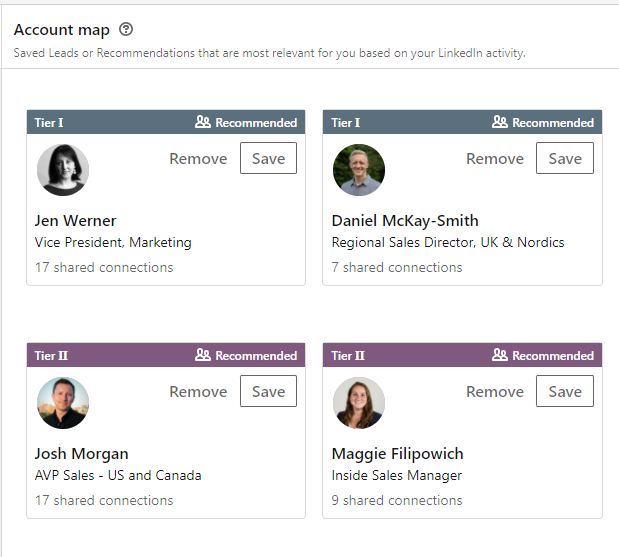 Account map
Saved Leads or Recommendations that are most relevant for you based on your LinkedIn activity.
Tier I Recommended
Remove Save
Jen Werner
Vice President, Marketing
17 shared connections
Tier I Recommended
Remove Save
Daniel McKay-Smith
Regional Sales Director, UK & Nordics
7 shared connections
Tier II Recommended
Remove Save
Josh Morgan
AVP Sales - US and Canada
17 shared connections
Tier II Recommended
Remove Save
Maggie Filipowich
Inside Sales Manager
9 shared connections